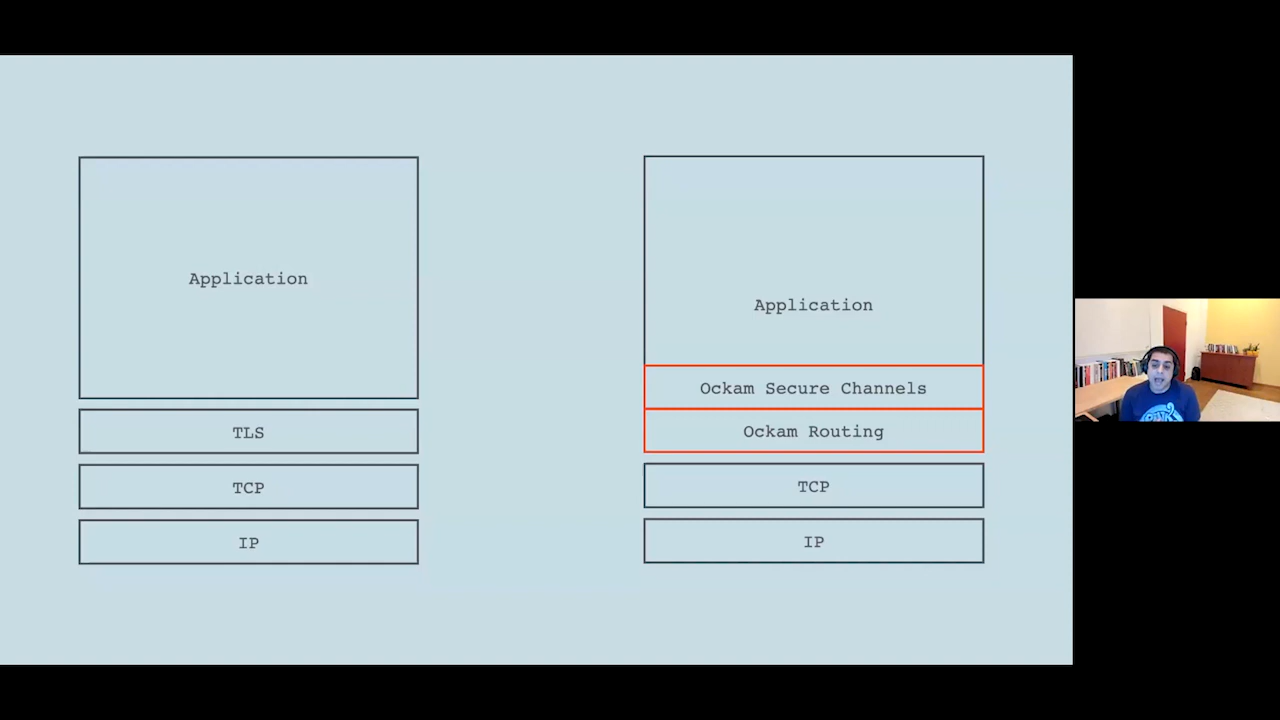 Application
TLS
TCP
IP
Application
Ockam Secure Channels
Ockam Routing
TCP
IP